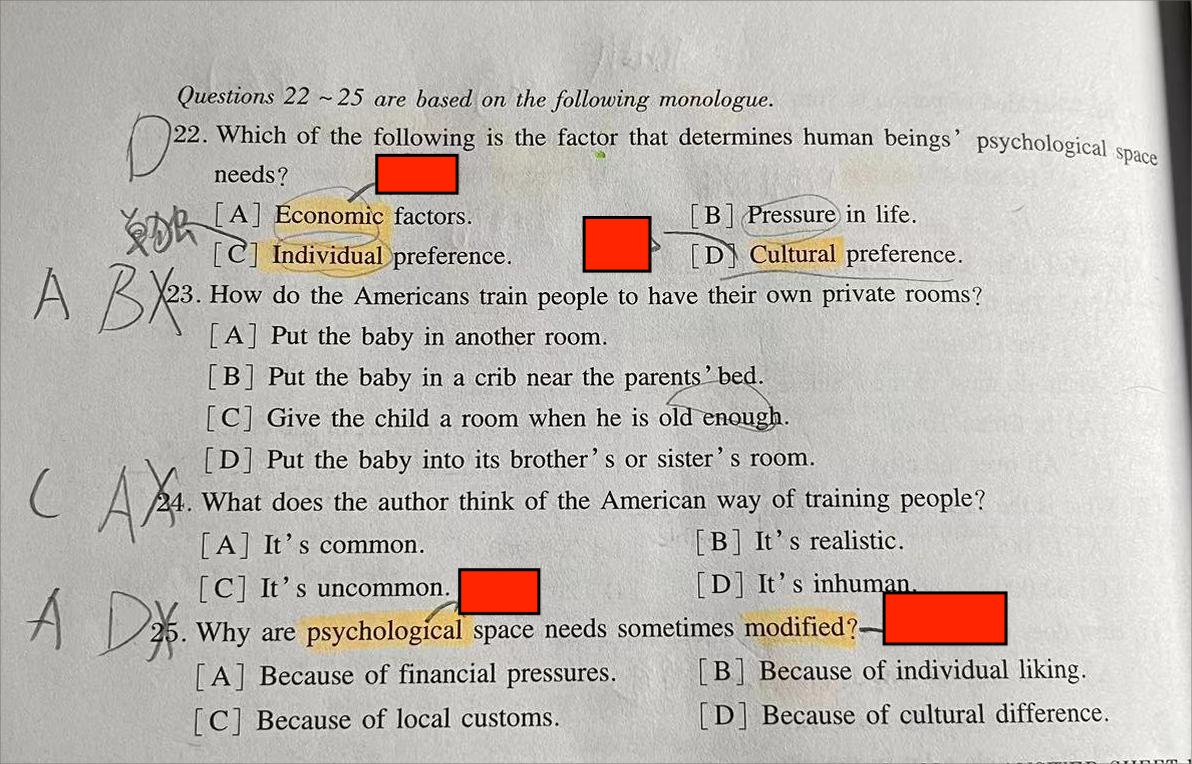 Questions 22 ~ 25 are based on the following monologue.
D 22. Which of the following is the factor that determines human beings' psychological space
needs?
[A] Economic factors. [B] Pressure in life.
[C] Individual preference. [D] Cultural preference.
A B 23. How do the Americans train people to have their own private rooms?
[A] Put the baby in another room.
[B] Put the baby in a crib near the parents' bed.
[C] Give the child a room when he is old enough.
[D] Put the baby into its brother's or sister's room.
C A 24. What does the author think of the American way of training people?
[A] It's common. [B] It's realistic.
[C] It's uncommon. [D] It's inhuman.
A D 25. Why are psychological space needs sometimes modified?
[A] Because of financial pressures. [B] Because of individual liking.
[C] Because of local customs. [D] Because of cultural difference.